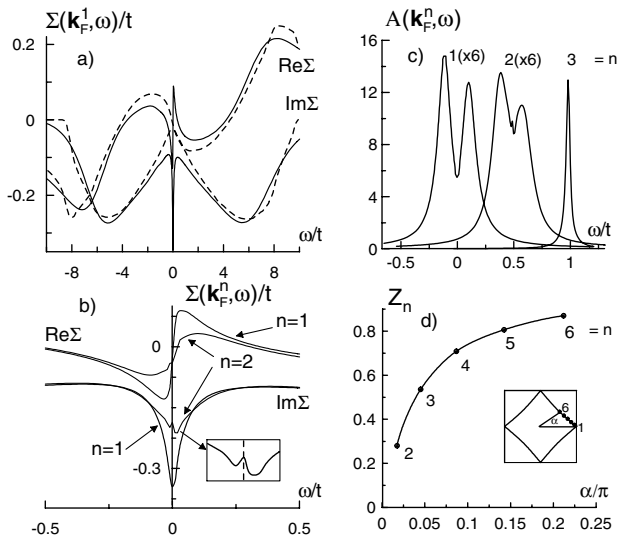 Σ(k_F^1,ω)/t
0.2
0
-0.2
a)
ReΣ
ImΣ
ω/t
-8 -4 0 4 8
A(k_F^n,ω)
16
12
8
4
0
c)
1(x6)
2(x6)
3 = n
ω/t
-0.5 0 0.5 1
b)
Σ(k_F^n,ω)/t
ReΣ
0
n=1
n=2
ImΣ
n=1
-0.3
ω/t
-0.5 0 0.5
Z_n
0.8
0.6
0.4
0.2
0
d)
2
3
4
5
6 = n
6
α
1
α/π
0 0.05 0.1 0.15 0.2 0.25